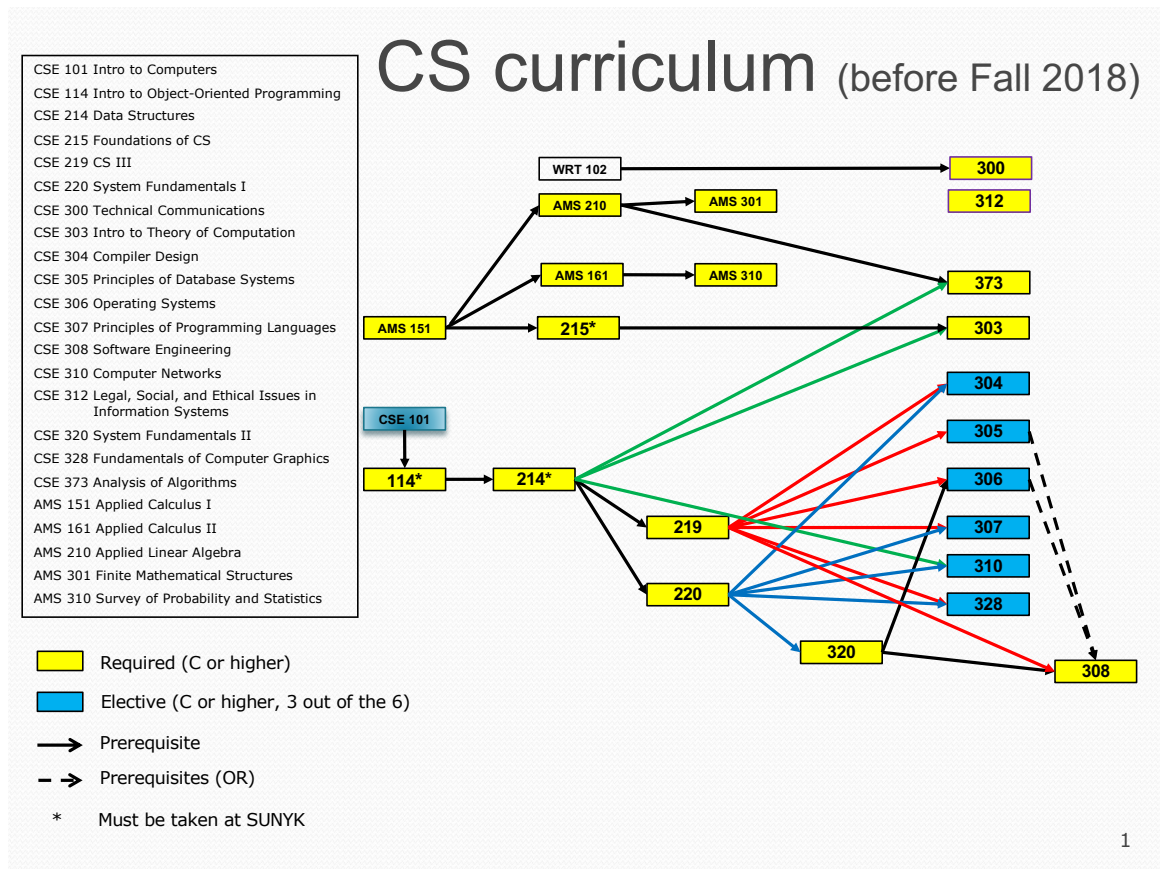 CS curriculum (before Fall 2018)
CSE 101 Intro to Computers
CSE 114 Intro to Object-Oriented Programming
CSE 214 Data Structures
CSE 215 Foundations of CS
CSE 219 CS III
CSE 220 System Fundamentals I
CSE 300 Technical Communications
CSE 303 Intro to Theory of Computation
CSE 304 Compiler Design
CSE 305 Principles of Database Systems
CSE 306 Operating Systems
CSE 307 Principles of Programming Languages
CSE 308 Software Engineering
CSE 310 Computer Networks
CSE 312 Legal, Social, and Ethical Issues in
Information Systems
CSE 320 System Fundamentals II
CSE 328 Fundamentals of Computer Graphics
CSE 373 Analysis of Algorithms
AMS 151 Applied Calculus I
AMS 161 Applied Calculus II
AMS 210 Applied Linear Algebra
AMS 301 Finite Mathematical Structures
AMS 310 Survey of Probability and Statistics
WRT 102
300
AMS 210
AMS 301
312
AMS 161
AMS 310
373
AMS 151
215*
303
304
CSE 101
305
114*
214*
306
219
307
310
220
328
320
308
Required (C or higher)
Elective (C or higher, 3 out of the 6)
Prerequisite
Prerequisites (OR)
* Must be taken at SUNYK
1